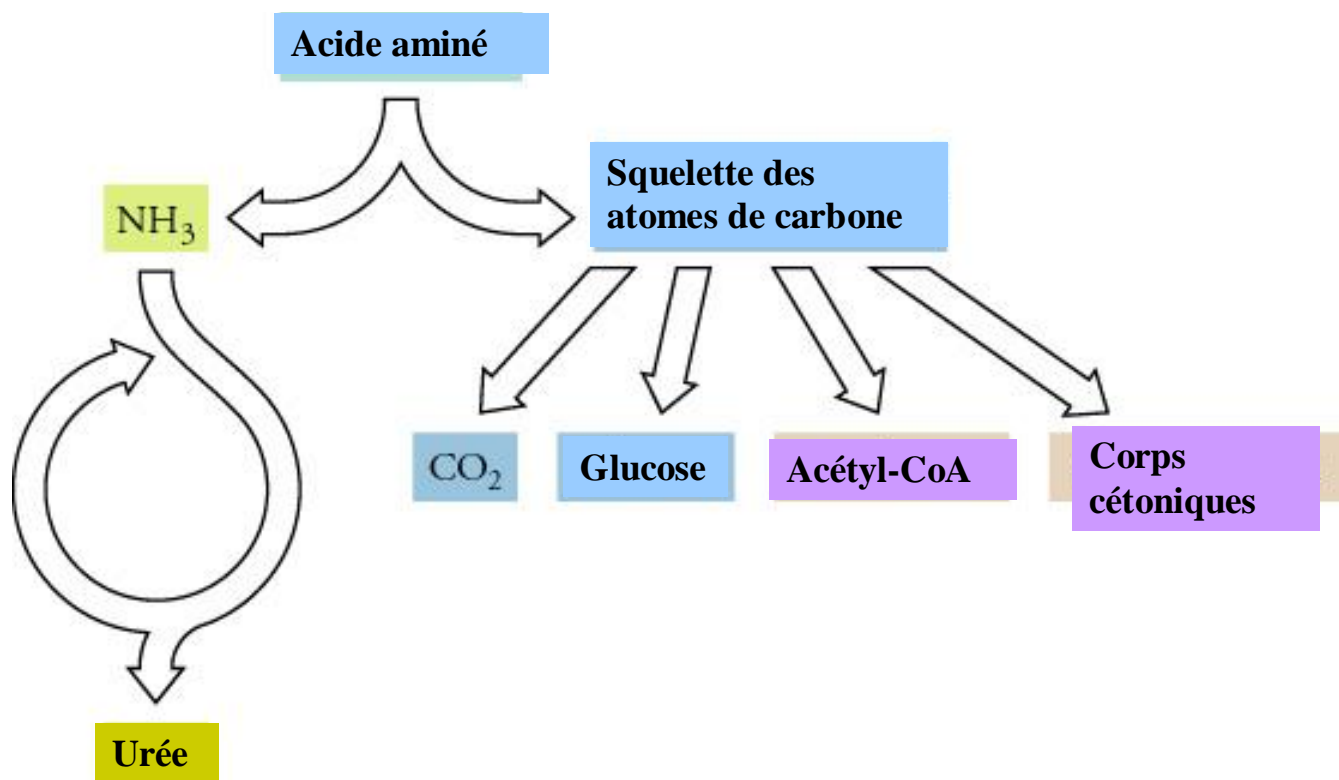 Acide aminé
Squelette des
atomes de carbone
NH₃
CO₂
Glucose
Acétyl-CoA
Corps
cétoniques
Urée